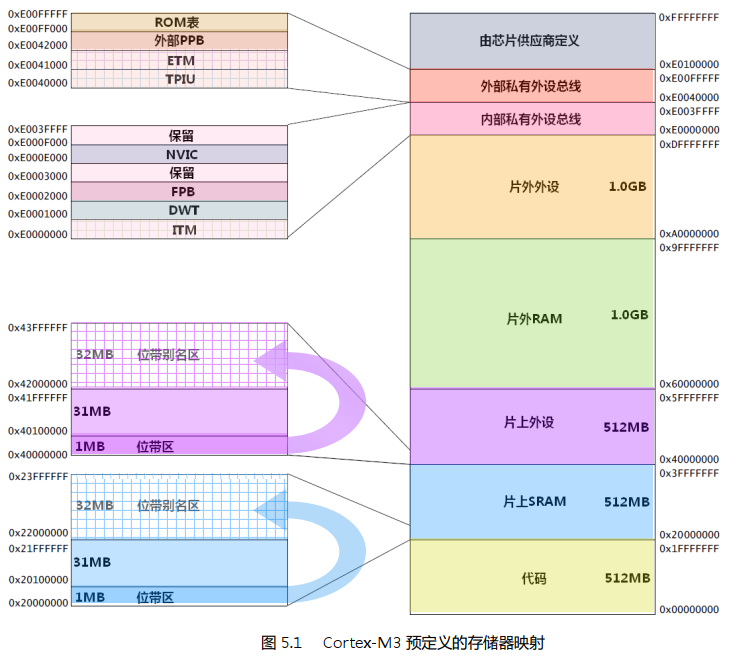 0xE00FFFFF
ROM表
0xE00FF000
外部PPB
0xE0042000
ETM
0xE0041000
TPIU
0xE0040000
0xE003FFFF
保留
0xE000F000
NVIC
0xE000E000
保留
0xE0003000
FPB
0xE0002000
DWT
0xE0001000
ITM
0xE0000000
0x43FFFFFF
32MB 位带别名区
0x42000000
0x41FFFFFF
31MB
0x40100000
1MB 位带区
0x40000000
0x23FFFFFF
32MB 位带别名区
0x22000000
0x21FFFFFF
31MB
0x20100000
1MB 位带区
0x20000000
0xFFFFFFFF
由芯片供应商定义
0xE0100000
0xE00FFFFF
外部私有外设总线
0xE0040000
0xE003FFFF
内部私有外设总线
0xE0000000
0xDFFFFFFF
片外外设 1.0GB
0xA0000000
0x9FFFFFFF
片外RAM 1.0GB
0x60000000
0x5FFFFFFF
片上外设 512MB
0x40000000
0x3FFFFFFF
片上SRAM 512MB
0x20000000
0x1FFFFFFF
代码 512MB
0x00000000
图 5.1 Cortex-M3 预定义的存储器映射